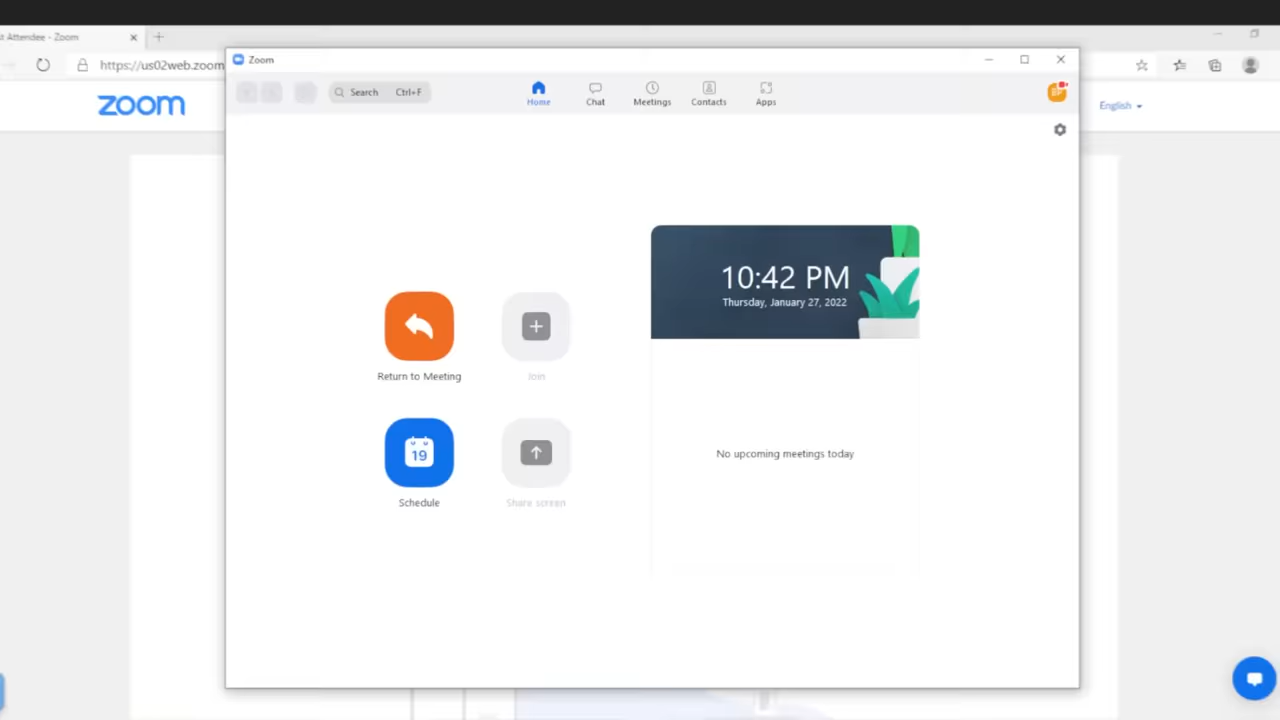 st Attendee - Zoom
https://us02web.zoom
zoom
English
Zoom
Search Ctrl+F
Home
Chat
Meetings
Contacts
Apps
10:42 PM
Thursday, January 27, 2022
Return to Meeting
Join
19
Schedule
Share screen
No upcoming meetings today